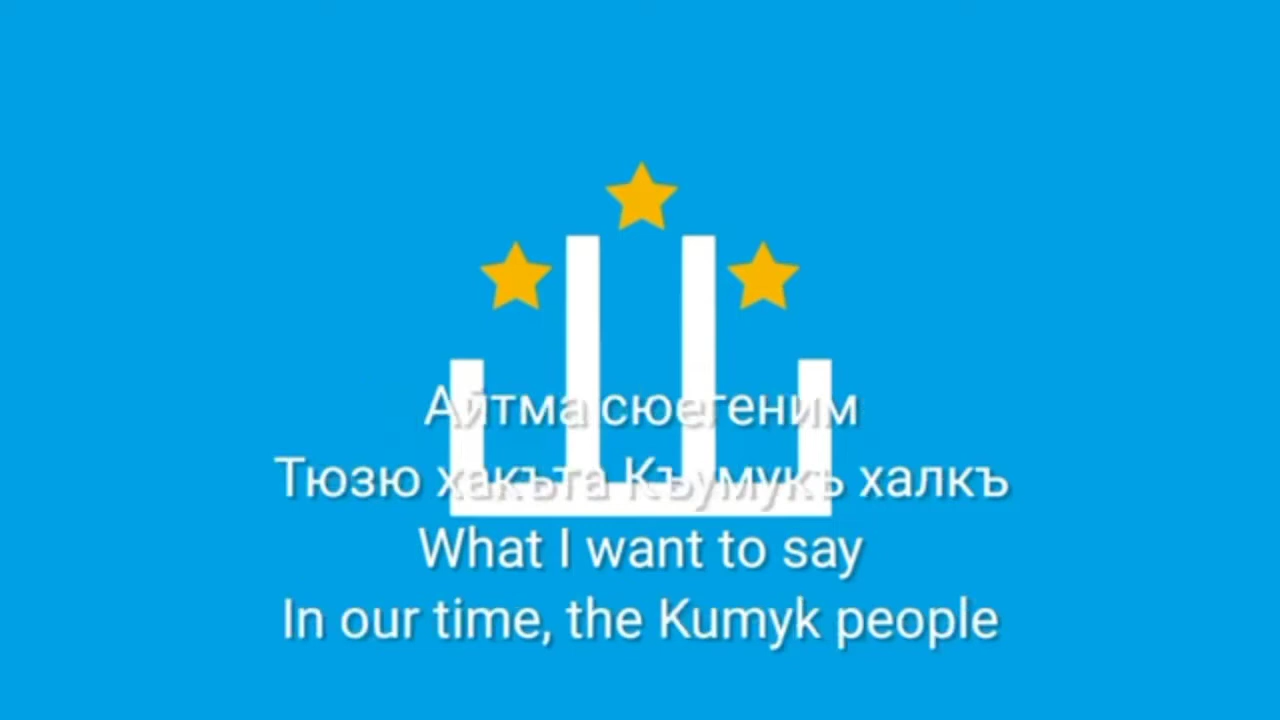 Айтма сюегеним
Тюзю хакъта Къумукъ халкъ
What I want to say
In our time, the Kumyk people